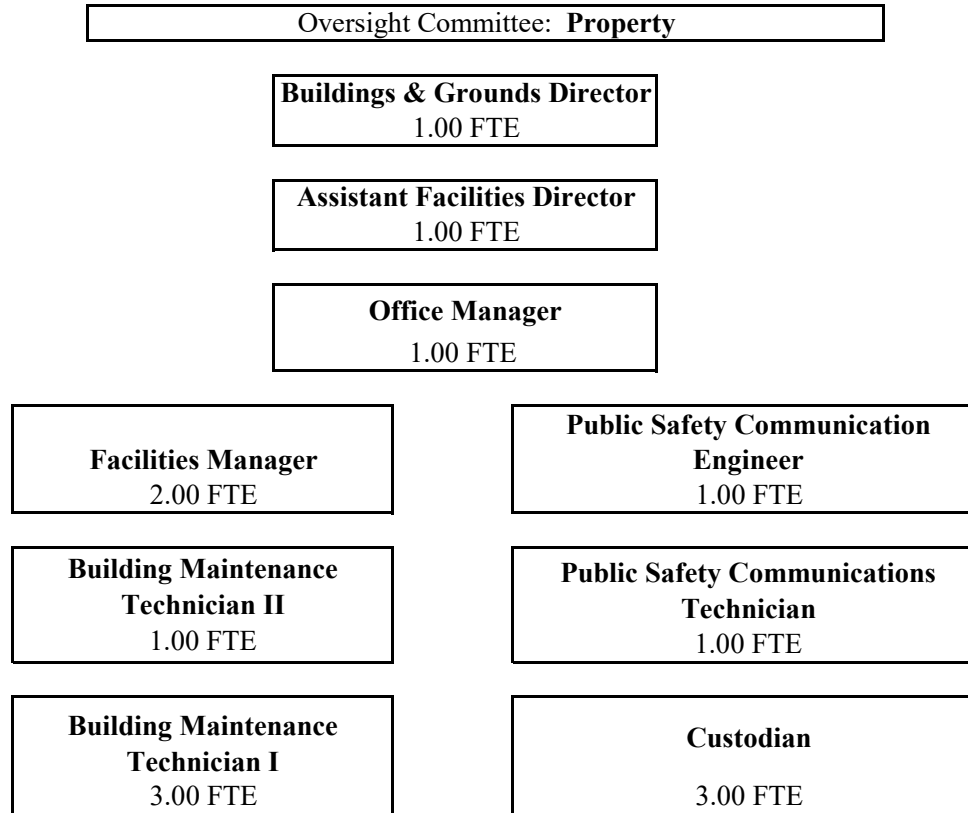 Oversight Committee: Property
Buildings & Grounds Director
1.00 FTE
Assistant Facilities Director
1.00 FTE
Office Manager
1.00 FTE
Facilities Manager
2.00 FTE
Public Safety Communication
Engineer
1.00 FTE
Building Maintenance
Technician II
1.00 FTE
Public Safety Communications
Technician
1.00 FTE
Building Maintenance
Technician I
3.00 FTE
Custodian
3.00 FTE